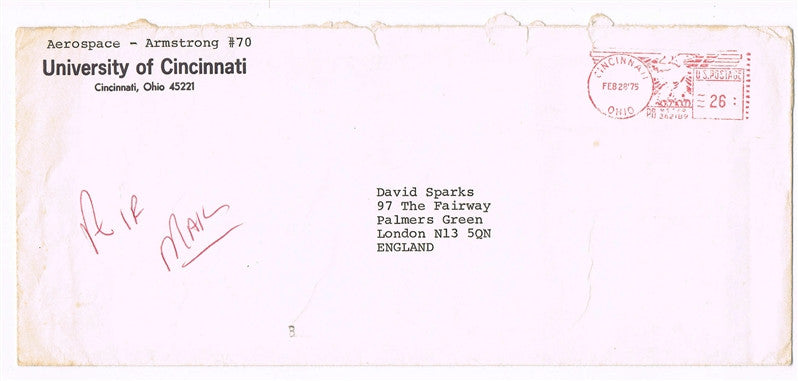 Aerospace - Armstrong #70
University of Cincinnati
Cincinnati, Ohio 45221
CINCINNATI
FEB 28 '75
OHIO
U.S. POSTAGE
26
AIR
MAIL
David Sparks
97 The Fairway
Palmers Green
London N13 5QN
ENGLAND